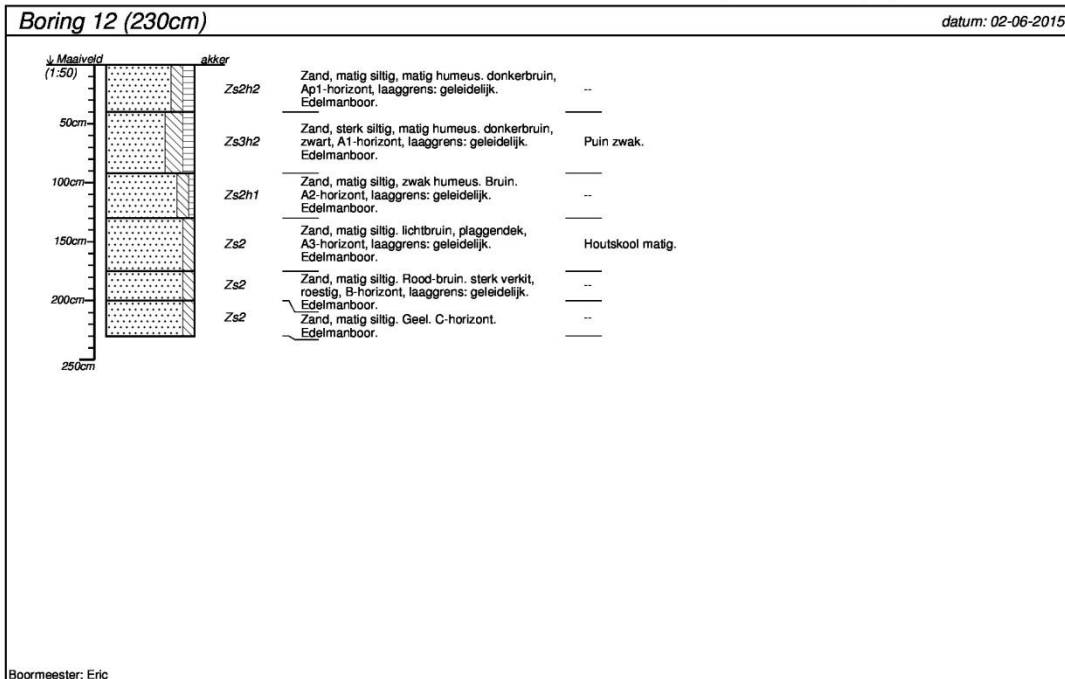 Boring 12 (230cm)
datum: 02-06-2015
↓ Maaiveld
akker
(1:50)
Zs2h2
Zand, matig siltig, matig humeus. donkerbruin,
Ap1-horizont, laaggrens: geleidelijk.
Edelmanboor.
--
50cm
Zs3h2
Zand, sterk siltig, matig humeus. donkerbruin,
zwart, A1-horizont, laaggrens: geleidelijk.
Edelmanboor.
Puin zwak.
100cm
Zs2h1
Zand, matig siltig, zwak humeus. Bruin.
A2-horizont, laaggrens: geleidelijk.
Edelmanboor.
--
150cm
Zs2
Zand, matig siltig. lichtbruin, plaggendek,
A3-horizont, laaggrens: geleidelijk.
Edelmanboor.
Houtskool matig.
Zs2
Zand, matig siltig. Rood-bruin. sterk verkit,
roestig, B-horizont, laaggrens: geleidelijk.
Edelmanboor.
--
200cm
Zs2
Zand, matig siltig. Geel. C-horizont.
Edelmanboor.
--
250cm
Boormeester: Eric